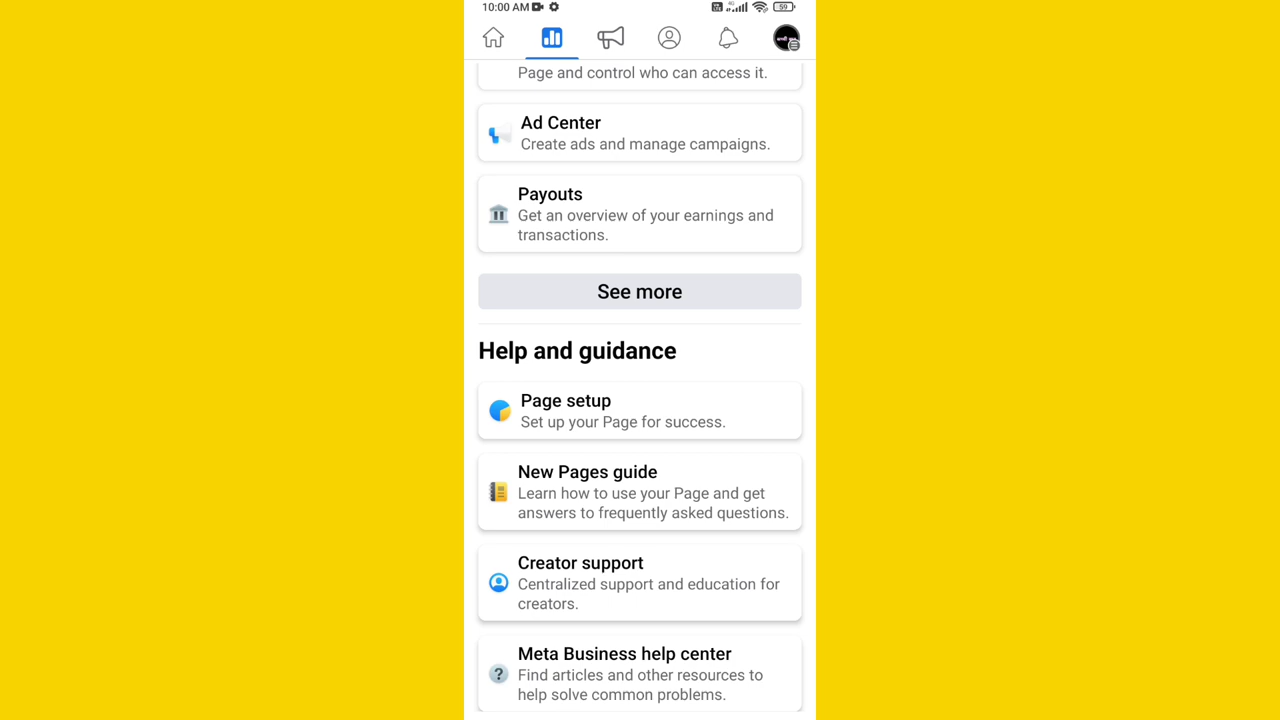 10:00 AM
4G
59
Page and control who can access it.
Ad Center
Create ads and manage campaigns.
Payouts
Get an overview of your earnings and
transactions.
See more
Help and guidance
Page setup
Set up your Page for success.
New Pages guide
Learn how to use your Page and get
answers to frequently asked questions.
Creator support
Centralized support and education for
creators.
Meta Business help center
Find articles and other resources to
help solve common problems.